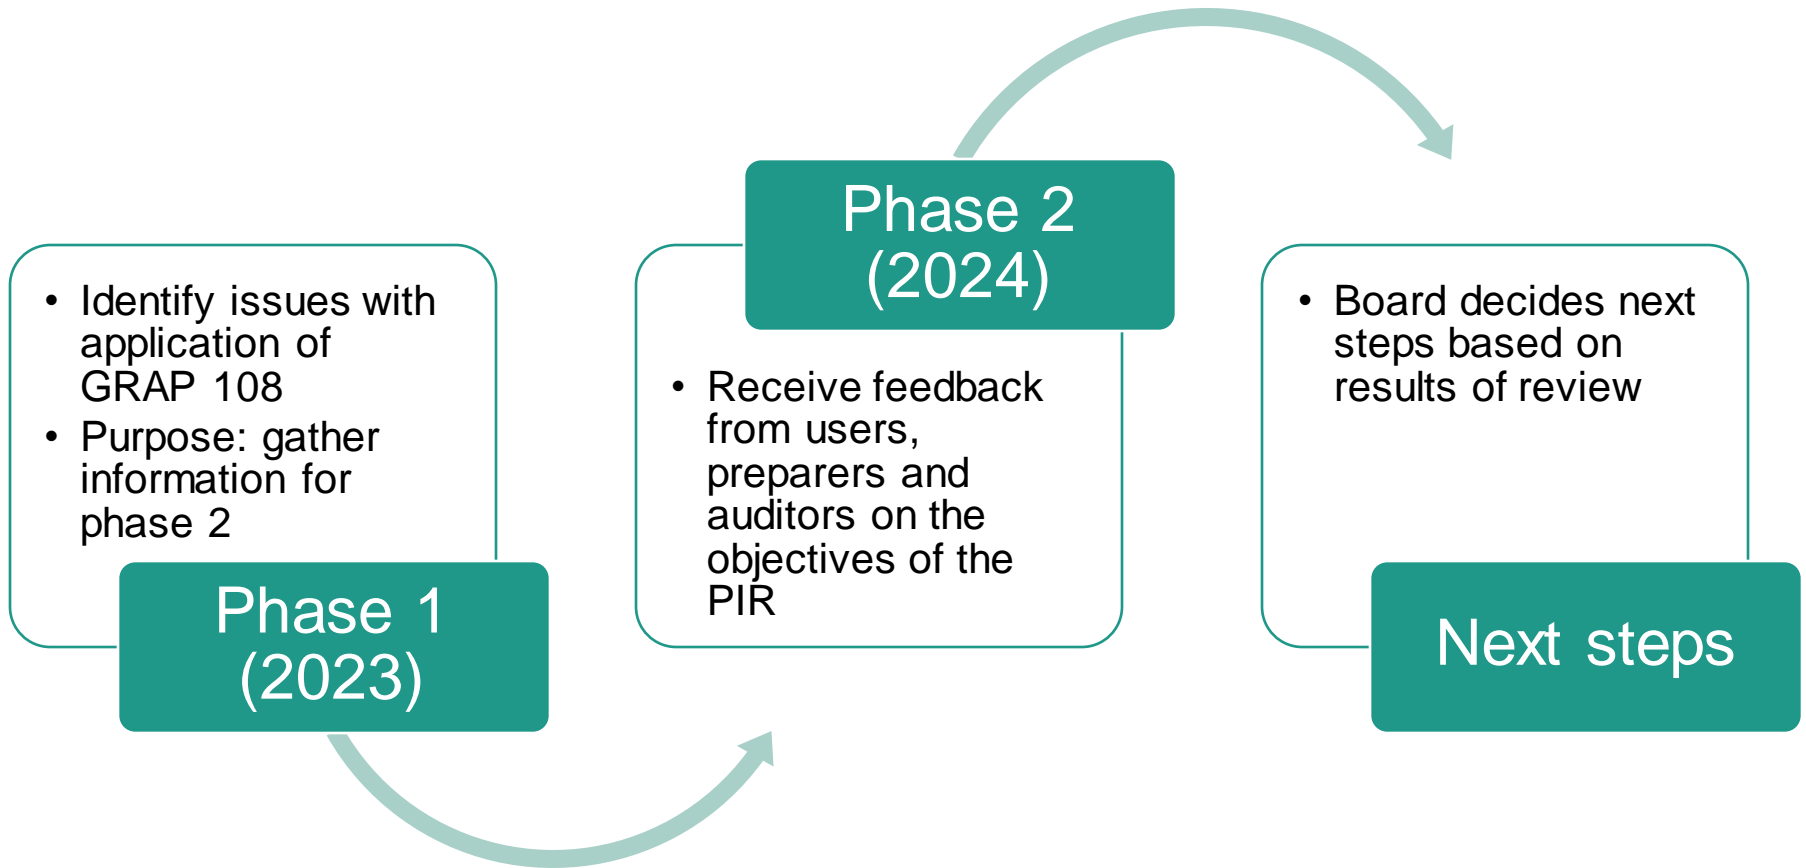 • Identify issues with
application of
GRAP 108
• Purpose: gather
information for
phase 2
Phase 1
(2023)
Phase 2
(2024)
• Receive feedback
from users,
preparers and
auditors on the
objectives of the
PIR
• Board decides next
steps based on
results of review
Next steps